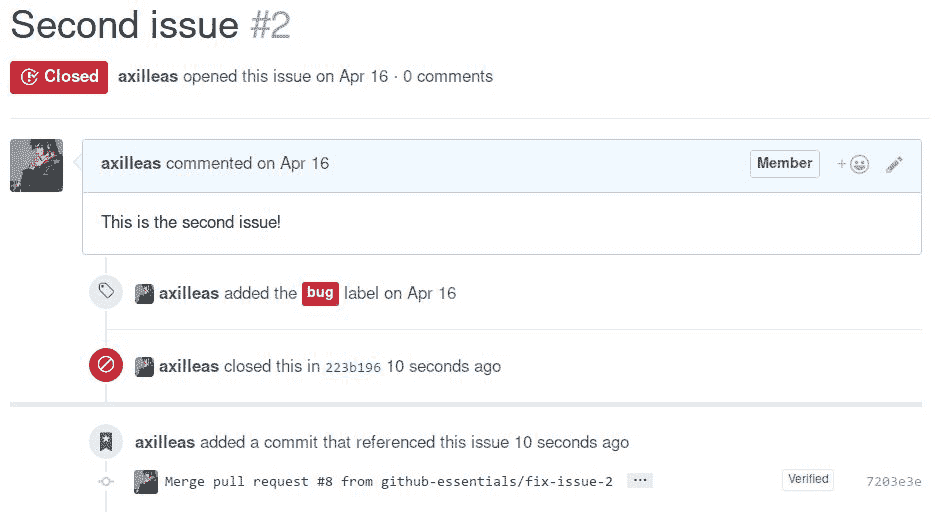 Second issue #2
Closed axilleas opened this issue on Apr 16 · 0 comments
axilleas commented on Apr 16 Member +
This is the second issue!
axilleas added the bug label on Apr 16
axilleas closed this in 223b196 10 seconds ago
axilleas added a commit that referenced this issue 10 seconds ago
Merge pull request #8 from github-essentials/fix-issue-2 ... Verified 7203e3e